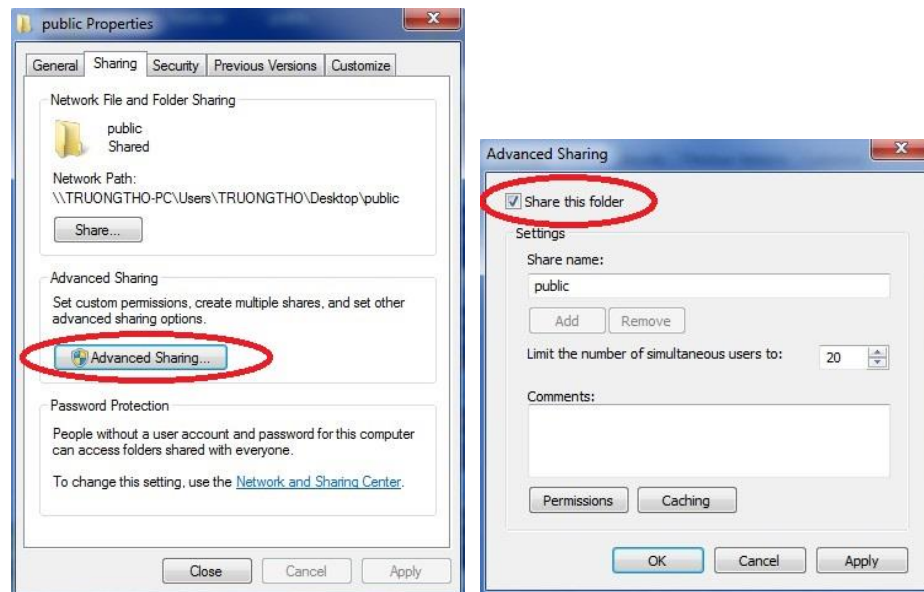 public Properties
General Sharing Security Previous Versions Customize
Network File and Folder Sharing
public
Shared
Network Path:
\\TRUONGTHO-PC\Users\TRUONGTHO\Desktop\public
Share...
Advanced Sharing
Set custom permissions, create multiple shares, and set other
advanced sharing options.
Advanced Sharing...
Password Protection
People without a user account and password for this computer
can access folders shared with everyone.
To change this setting, use the Network and Sharing Center.
Close Cancel Apply
Advanced Sharing
Share this folder
Settings
Share name:
public
Add Remove
Limit the number of simultaneous users to: 20
Comments:
Permissions Caching
OK Cancel Apply